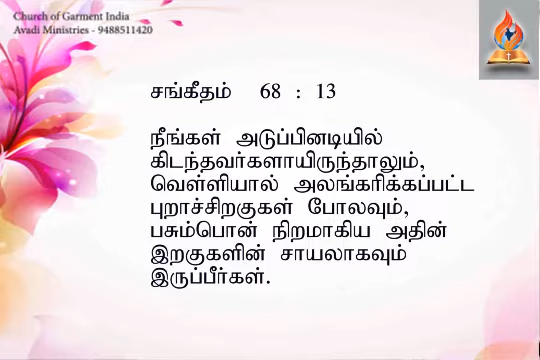 Church of Garment India
Avadi Ministries - 9488511420
சங்கீதம் 68 : 13
நீங்கள் அடுப்பினடியில்
கிடந்தவர்களாயிருந்தாலும்,
வெள்ளியால் அலங்கரிக்கப்பட்ட
புறாச்சிறகுகள் போலவும்,
பசும்பொன் நிறமாகிய அதின்
இறகுகளின் சாயலாகவும்
இருப்பீர்கள்.